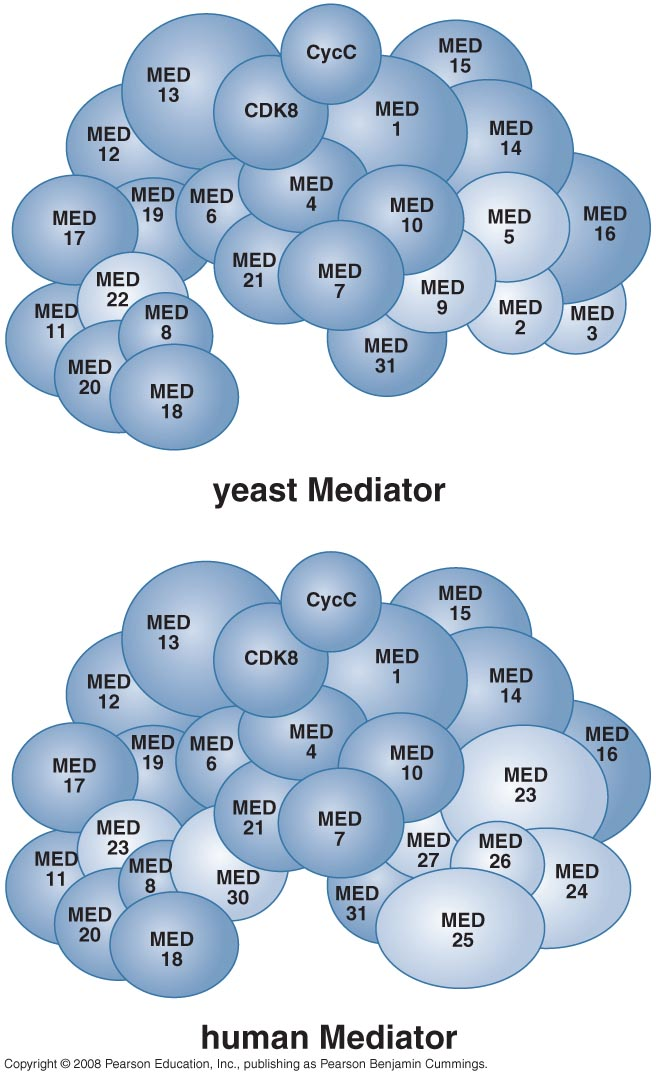 CycC
MED
15
MED
13
CDK8
MED
1
MED
14
MED
12
MED
17
MED
19
MED
6
MED
4
MED
10
MED
5
MED
16
MED
22
MED
21
MED
7
MED
9
MED
2
MED
3
MED
11
MED
8
MED
31
MED
20
MED
18
yeast Mediator
CycC
MED
15
MED
13
CDK8
MED
1
MED
14
MED
12
MED
17
MED
19
MED
6
MED
4
MED
10
MED
23
MED
16
MED
23
MED
21
MED
7
MED
27
MED
26
MED
24
MED
11
MED
8
MED
30
MED
31
MED
20
MED
18
MED
25
human Mediator
Copyright © 2008 Pearson Education, Inc., publishing as Pearson Benjamin Cummings.